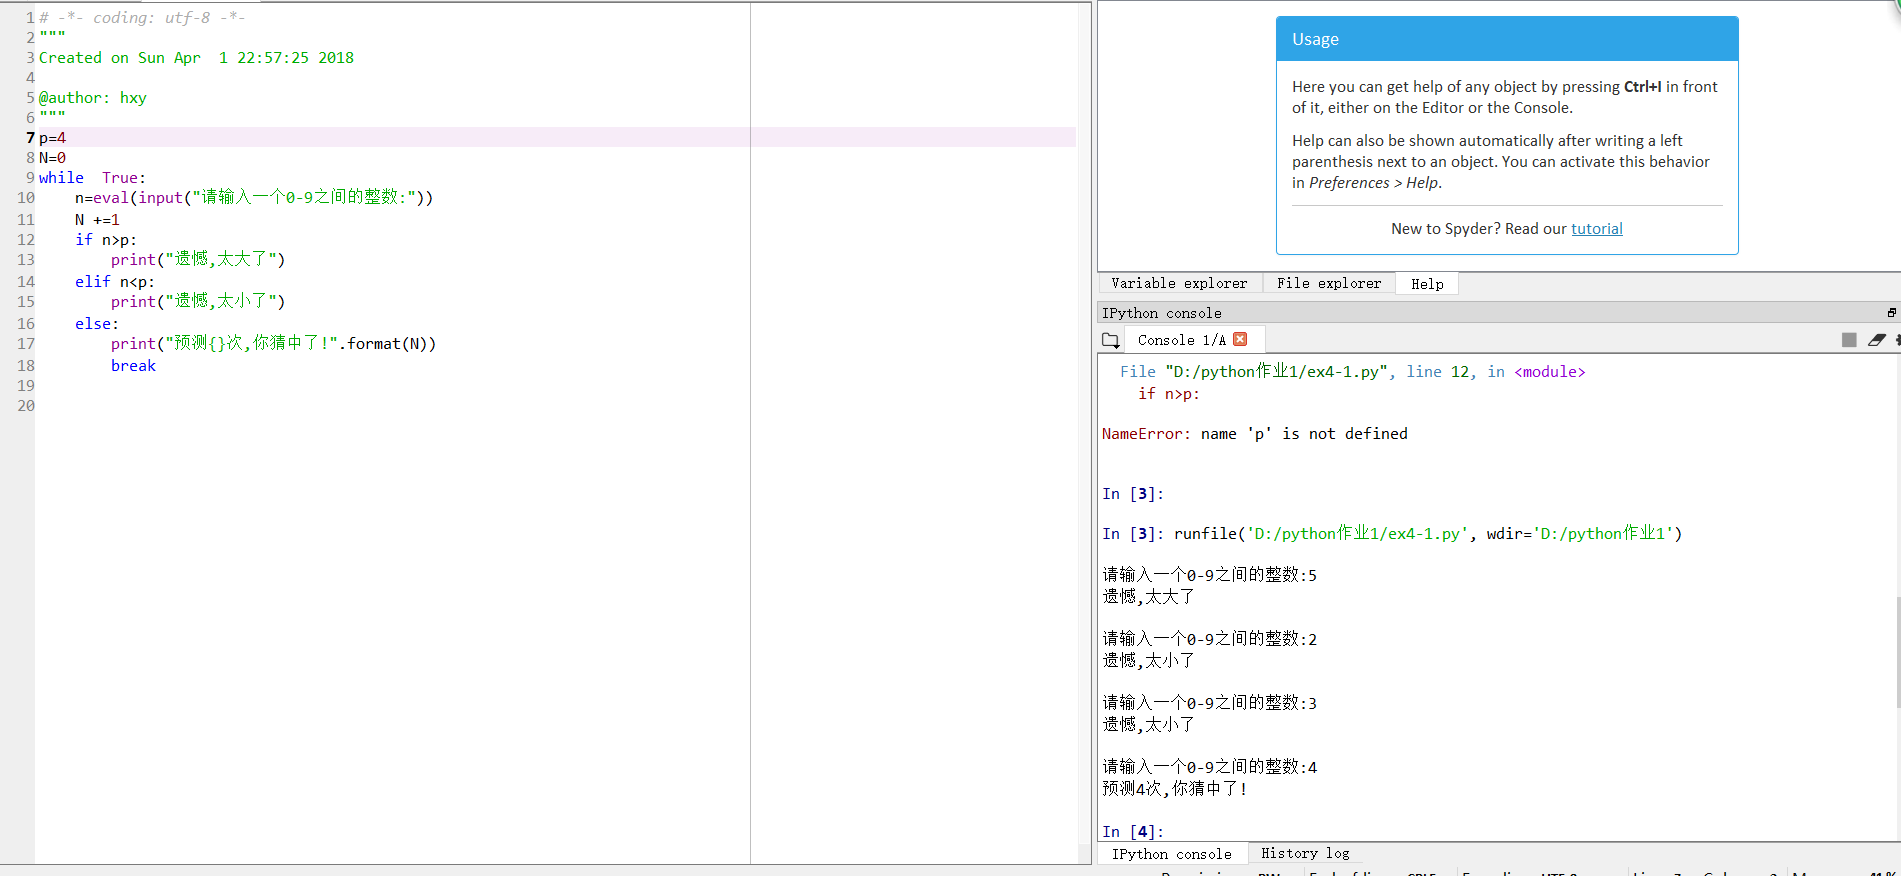 1 # -*- coding: utf-8 -*-
2 """
3 Created on Sun Apr  1 22:57:25 2018
4
5 @author: hxy
6 """
7 p=4
8 N=0
9 while  True:
10     n=eval(input("请输入一个0-9之间的整数:"))
11     N +=1
12     if n>p:
13         print("遗憾,太大了")
14     elif n<p:
15         print("遗憾,太小了")
16     else:
17         print("预测{}次,你猜中了!".format(N))
18         break
19
20
Usage
Here you can get help of any object by pressing Ctrl+I in front
of it, either on the Editor or the Console.
Help can also be shown automatically after writing a left
parenthesis next to an object. You can activate this behavior
in Preferences > Help.
New to Spyder? Read our tutorial
Variable explorer File explorer Help
IPython console
Console 1/A
File "D:/python作业1/ex4-1.py", line 12, in <module>
if n>p:
NameError: name 'p' is not defined
In [3]:
In [3]: runfile('D:/python作业1/ex4-1.py', wdir='D:/python作业1')
请输入一个0-9之间的整数:5
遗憾,太大了
请输入一个0-9之间的整数:2
遗憾,太小了
请输入一个0-9之间的整数:3
遗憾,太小了
请输入一个0-9之间的整数:4
预测4次,你猜中了!
In [4]:
IPython console History log